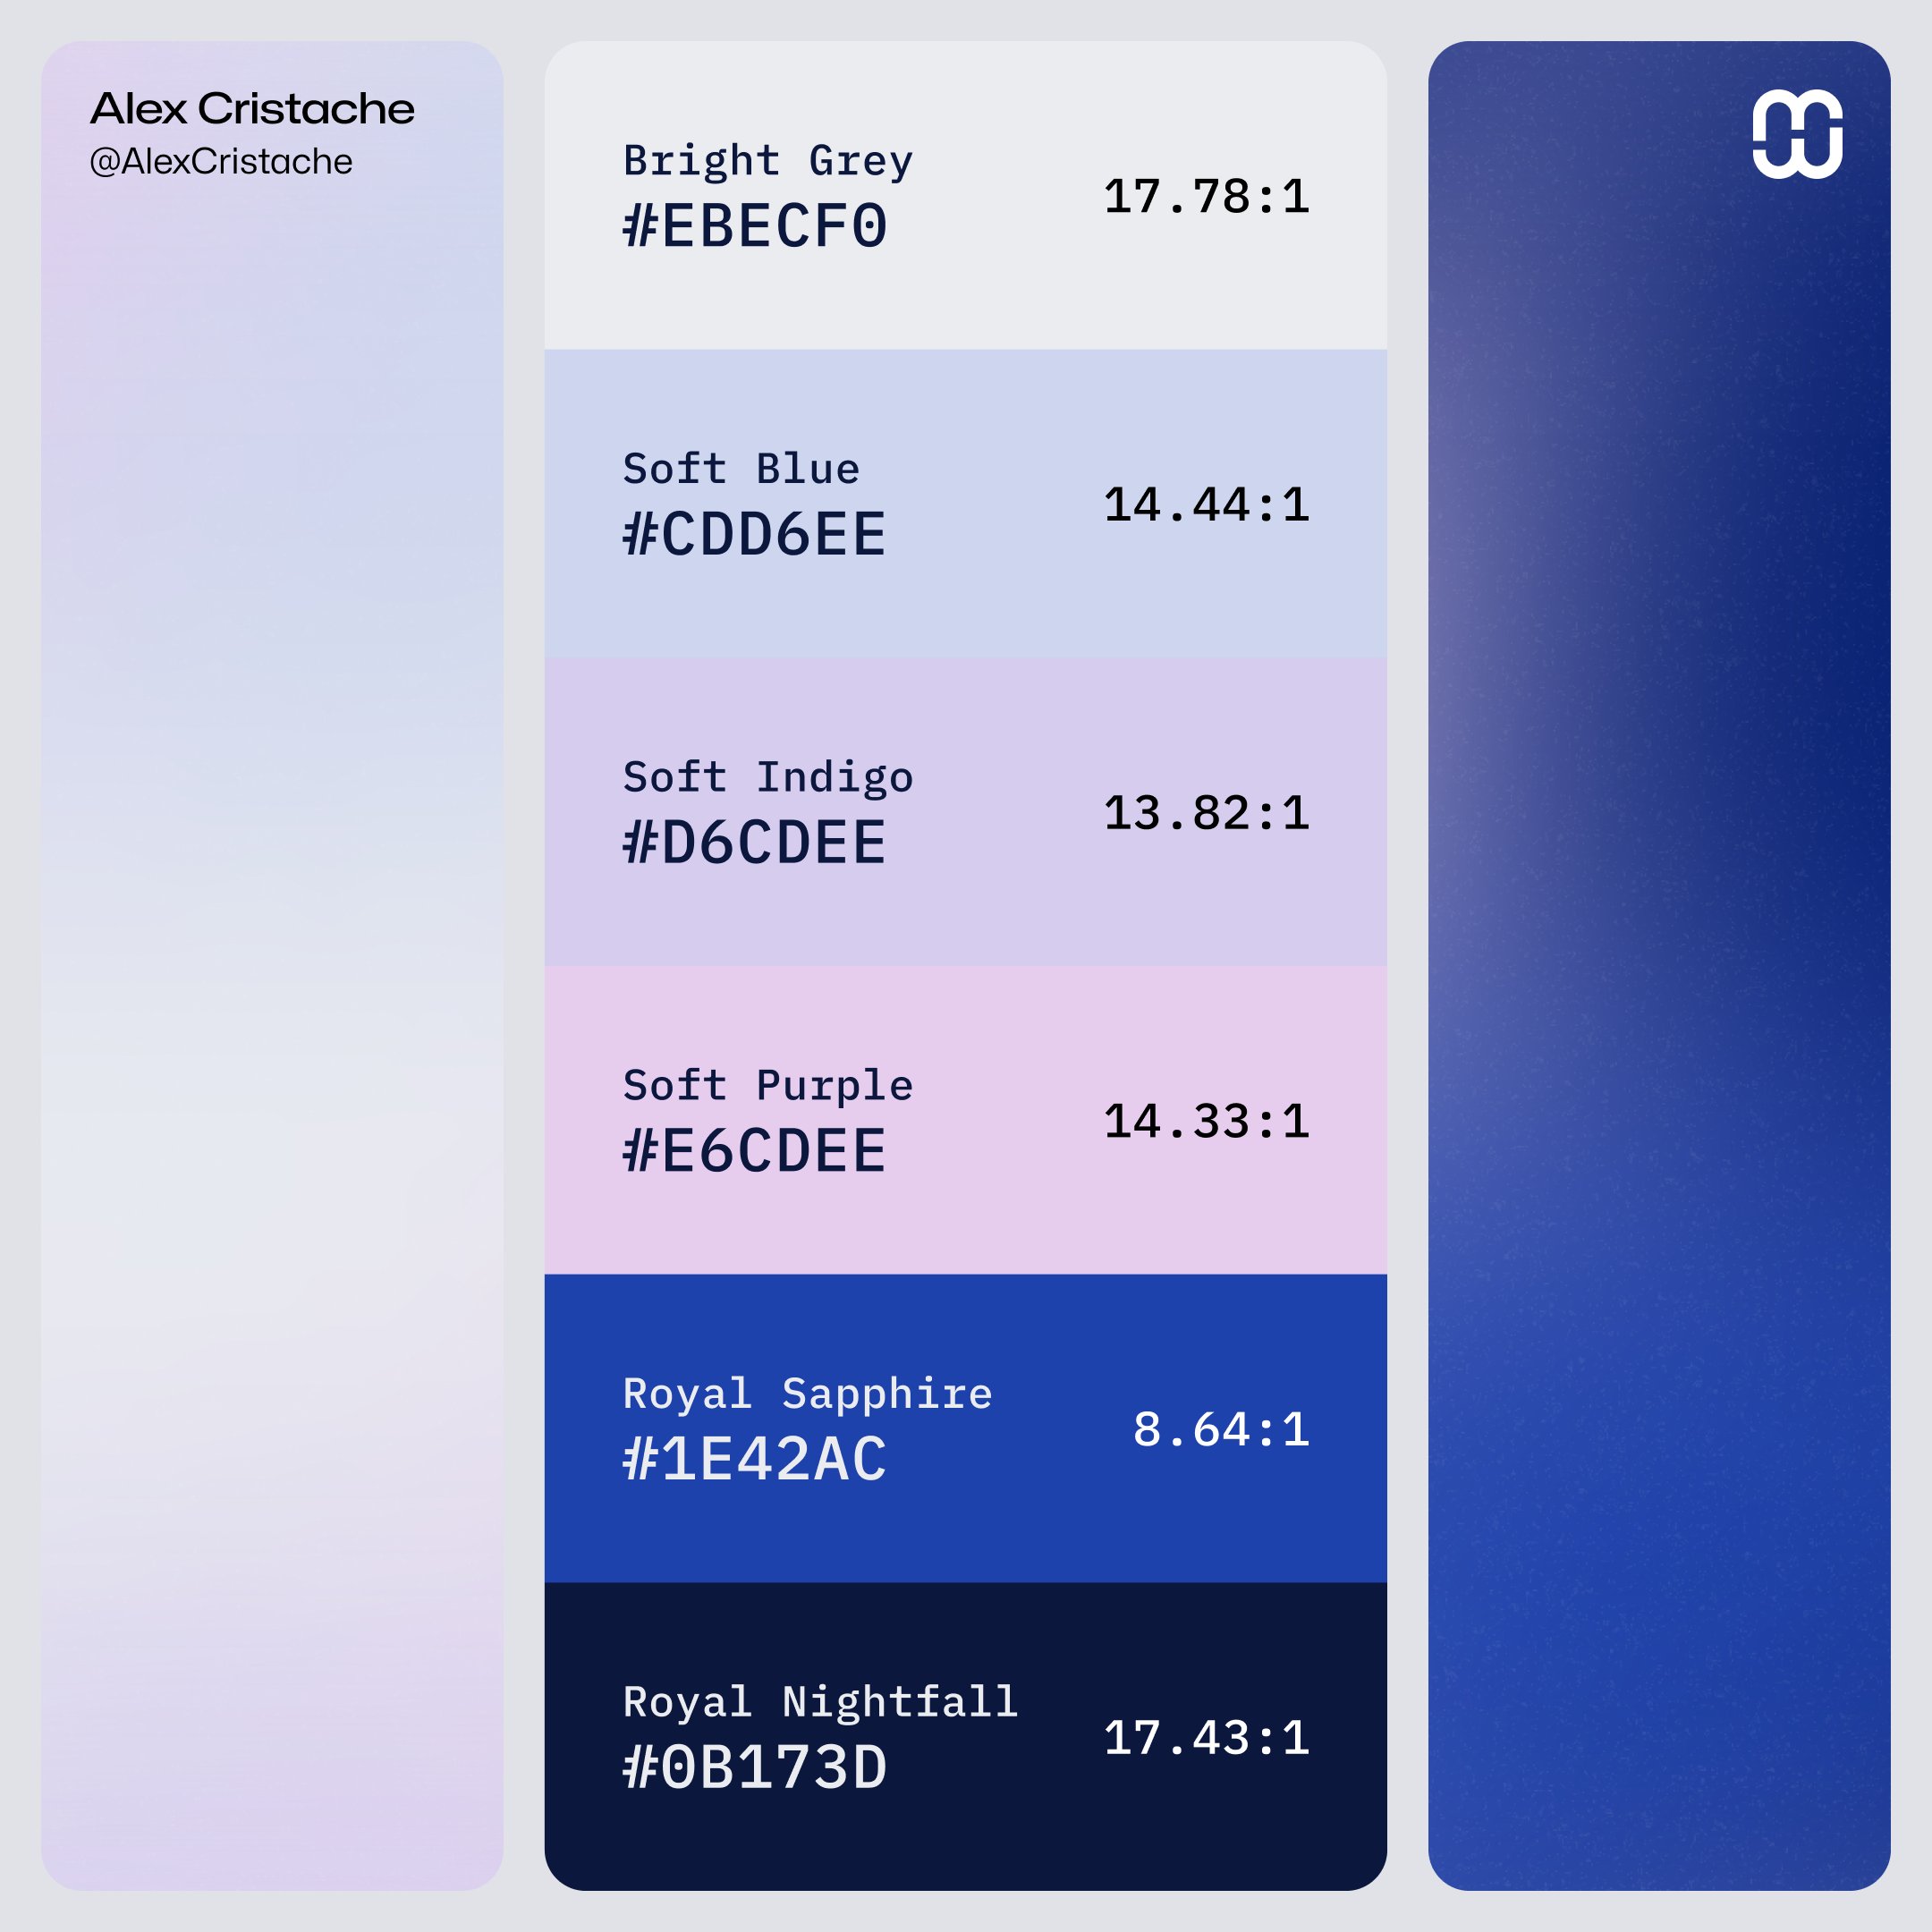 Alex Cristache
@AlexCristache
Bright Grey
#EBECF0
17.78:1
Soft Blue
#CDD6EE
14.44:1
Soft Indigo
#D6CDEE
13.82:1
Soft Purple
#E6CDEE
14.33:1
Royal Sapphire
#1E42AC
8.64:1
Royal Nightfall
#0B173D
17.43:1